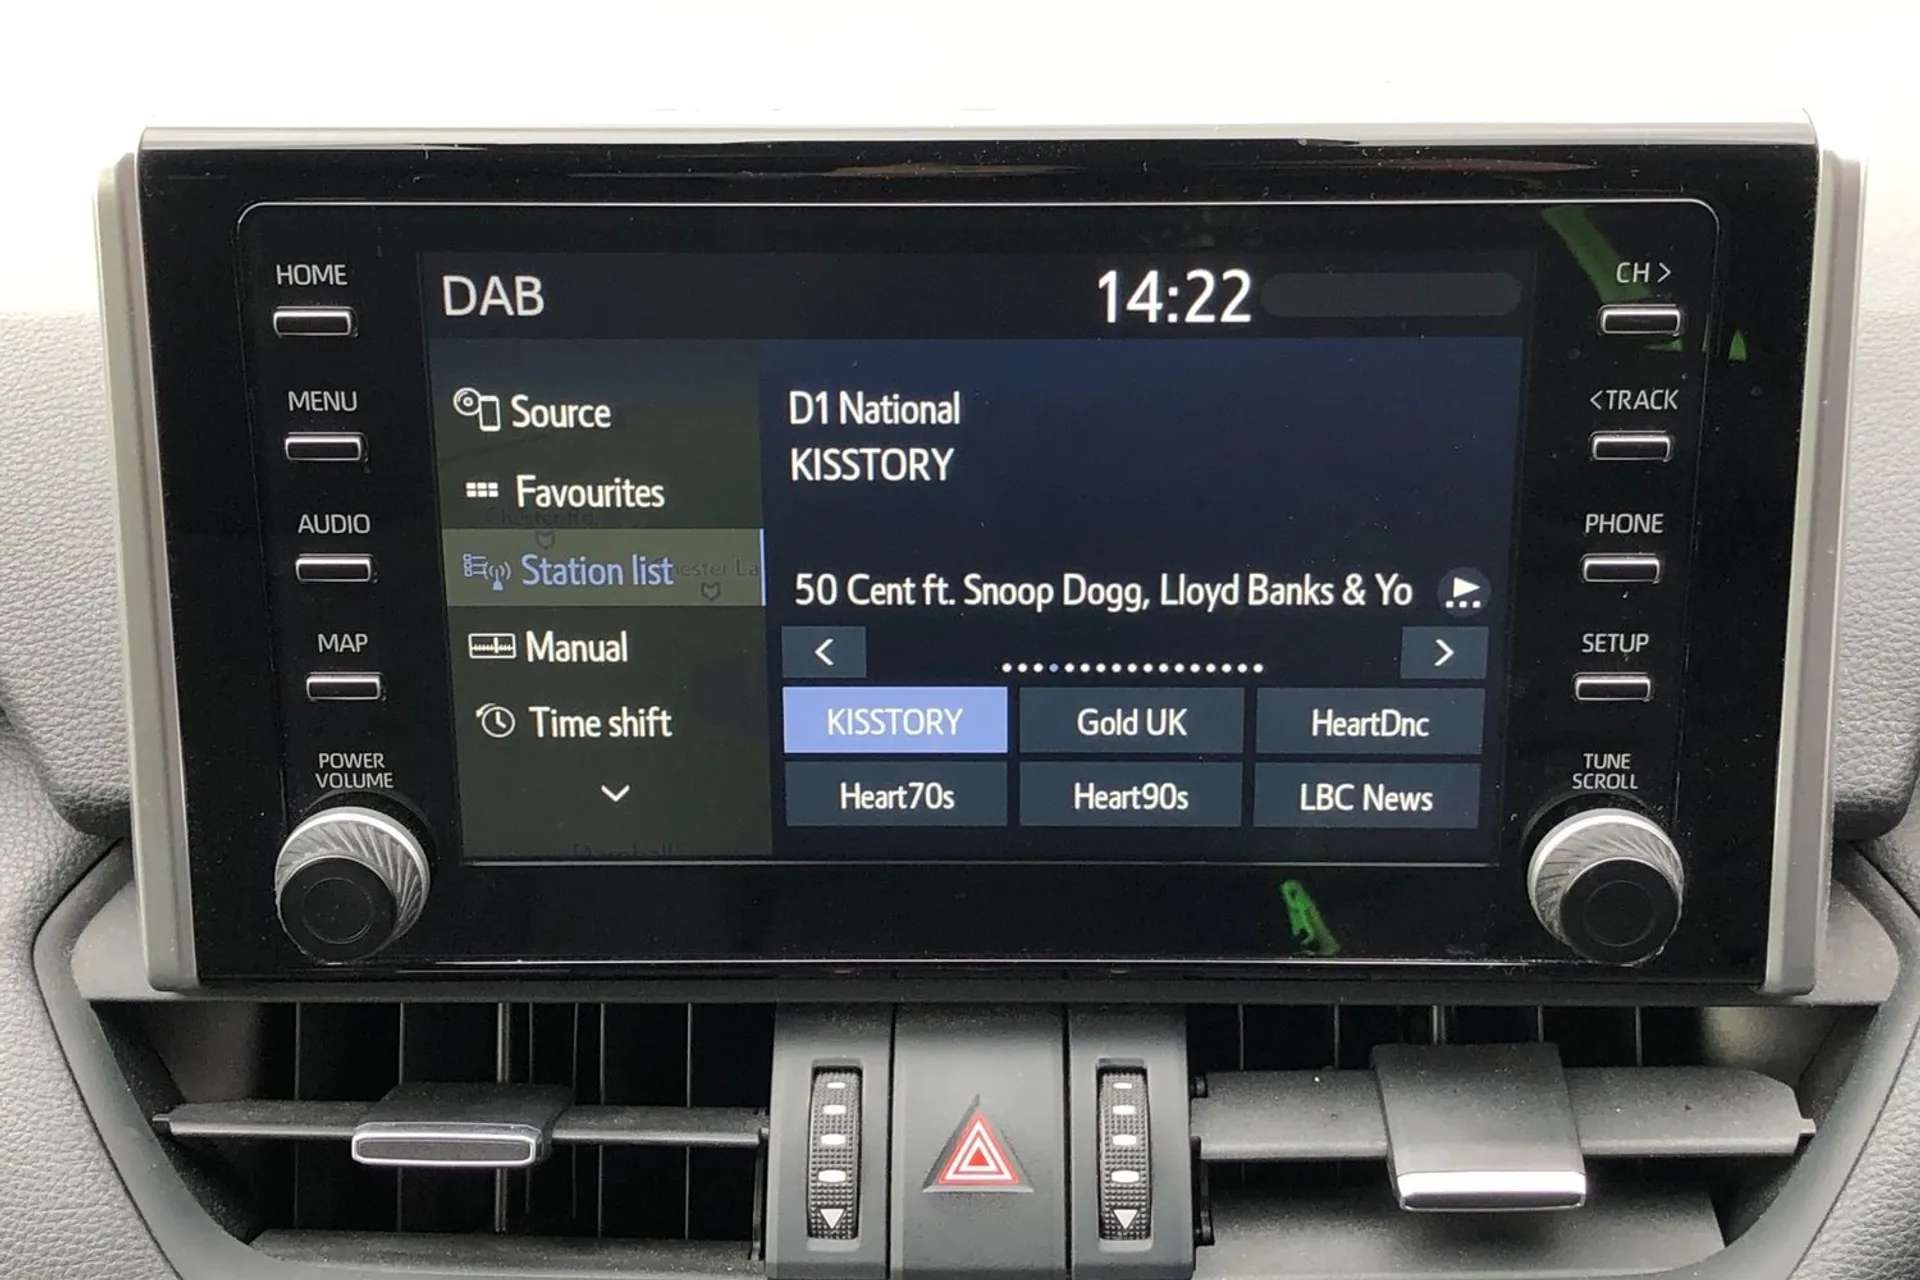 HOME
MENU
AUDIO
MAP
POWER
VOLUME
DAB
14:22
Source
Favourites
Station list
Manual
Time shift
D1 National
KISSTORY
50 Cent ft. Snoop Dogg, Lloyd Banks & Yo
KISSTORY
Gold UK
HeartDnc
Heart70s
Heart90s
LBC News
CH >
<TRACK
PHONE
SETUP
TUNE
SCROLL